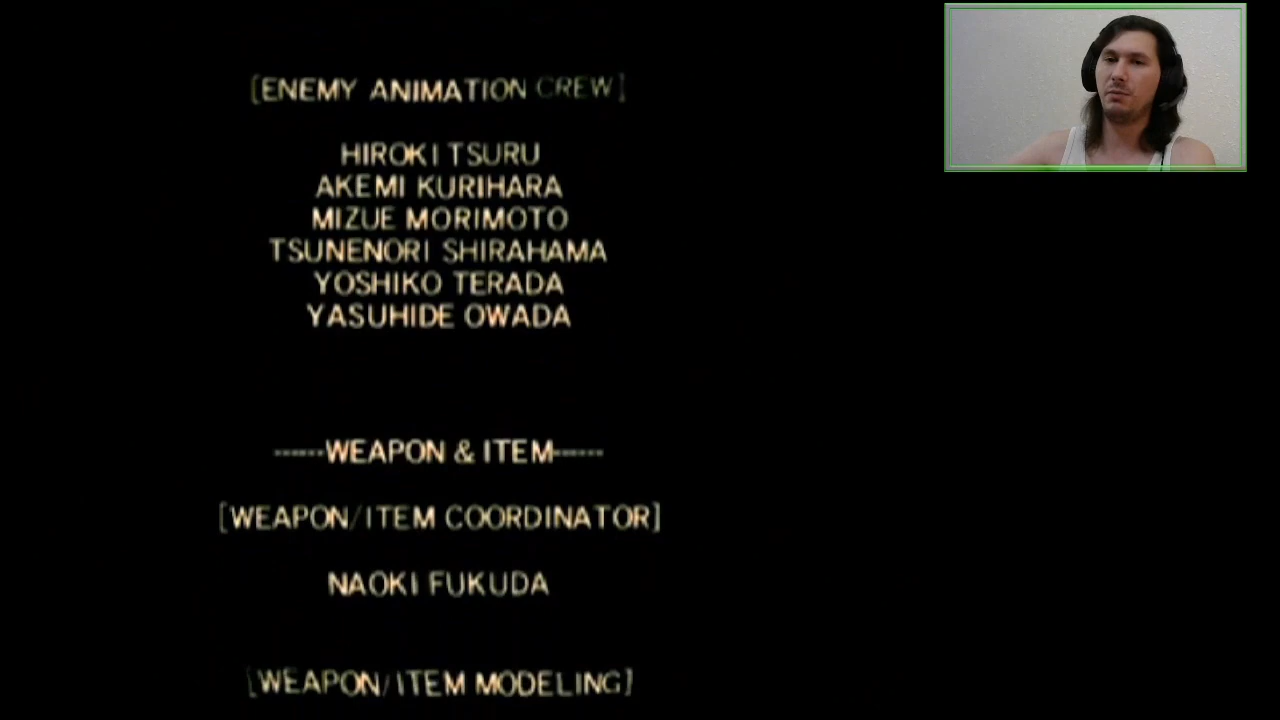 [ENEMY ANIMATION CREW]
HIROKI TSURU
AKEMI KURIHARA
MIZUE MORIMOTO
TSUNENORI SHIRAHAMA
YOSHIKO TERADA
YASUHIDE OWADA
------WEAPON & ITEM------
[WEAPON/ITEM COORDINATOR]
NAOKI FUKUDA
[WEAPON/ITEM MODELING]